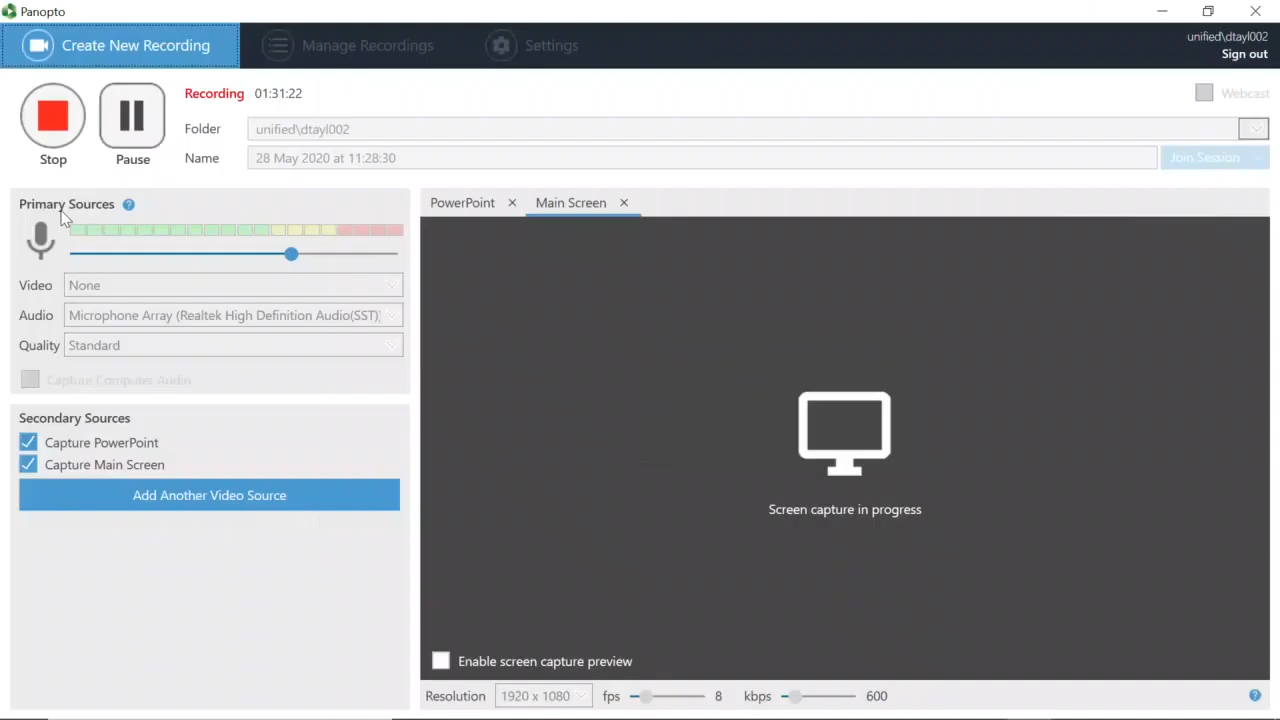 Panopto
Create New Recording
Manage Recordings
Settings
unified\dtayl002
Sign out
Recording 01:31:22
Webcast
Folder unified\dtayl002
Name 28 May 2020 at 11:28:30
Join Session
Stop
Pause
Primary Sources ?
Video None
Audio Microphone Array (Realtek High Definition Audio(SST))
Quality Standard
Capture Computer Audio
Secondary Sources
Capture PowerPoint
Capture Main Screen
Add Another Video Source
PowerPoint
Main Screen
Screen capture in progress
Enable screen capture preview
Resolution 1920 x 1080 fps 8 kbps 600 ?